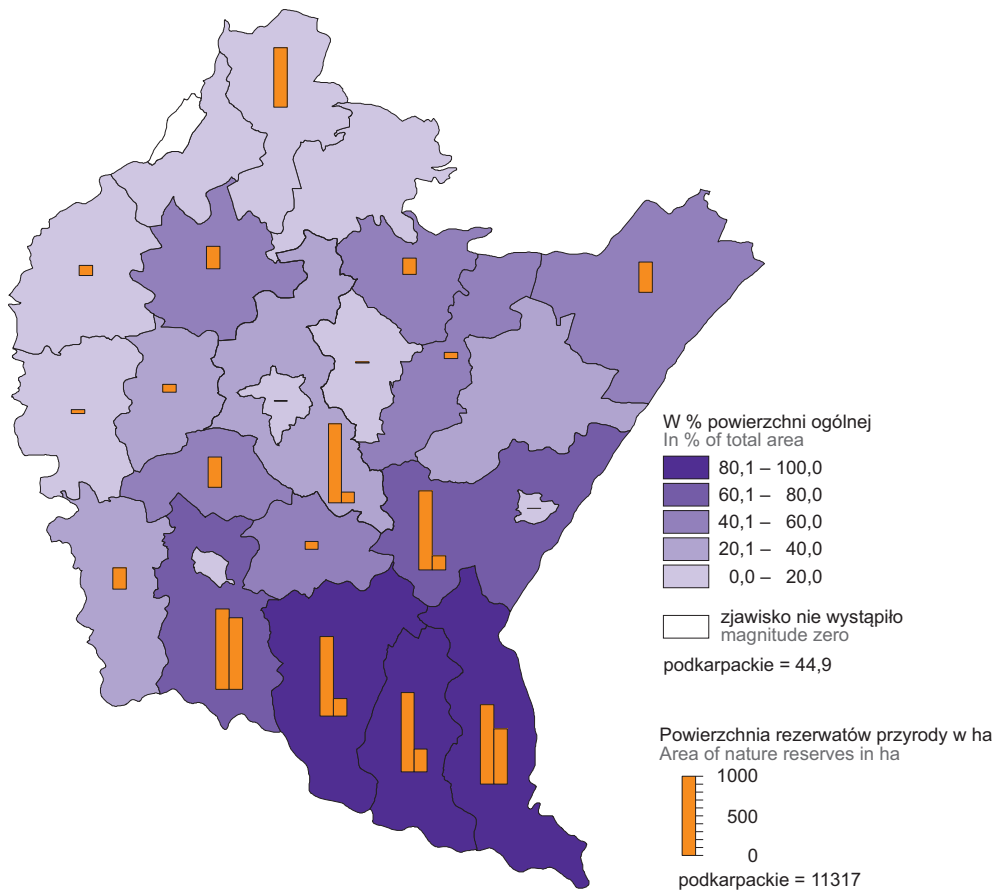 W % powierzchni ogólnej
In % of total area
80,1 – 100,0
60,1 – 80,0
40,1 – 60,0
20,1 – 40,0
0,0 – 20,0
zjawisko nie wystąpiło
magnitude zero
podkarpackie = 44,9
Powierzchnia rezerwatów przyrody w ha
Area of nature reserves in ha
1000
500
0
podkarpackie = 11317